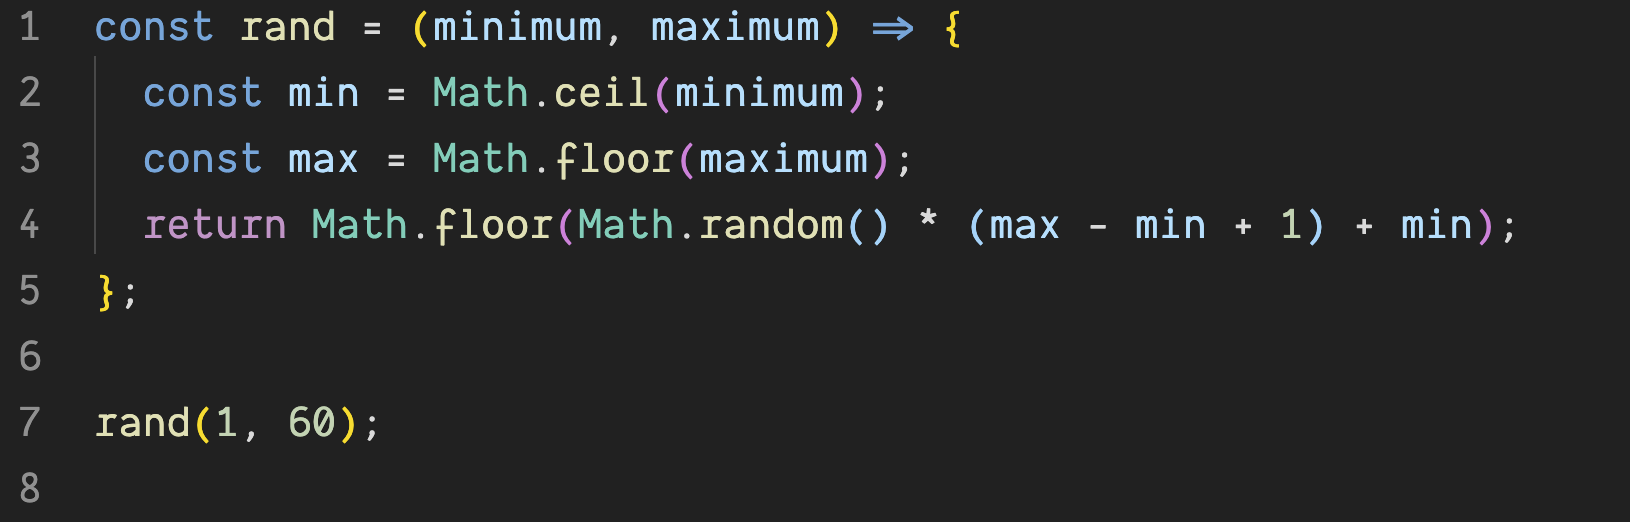 1 const rand = (minimum, maximum) => {
2 const min = Math.ceil(minimum);
3 const max = Math.floor(maximum);
4 return Math.floor(Math.random() * (max - min + 1) + min);
5 };
6
7 rand(1, 60);
8